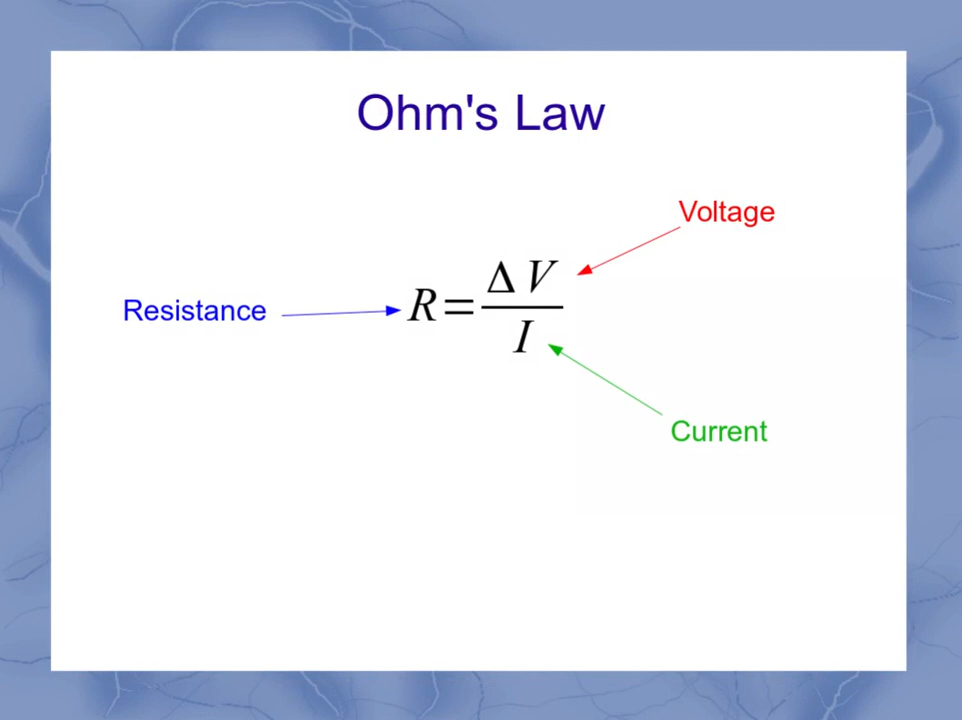 Ohm's Law
Voltage
Resistance
R = ΔV / I
Current